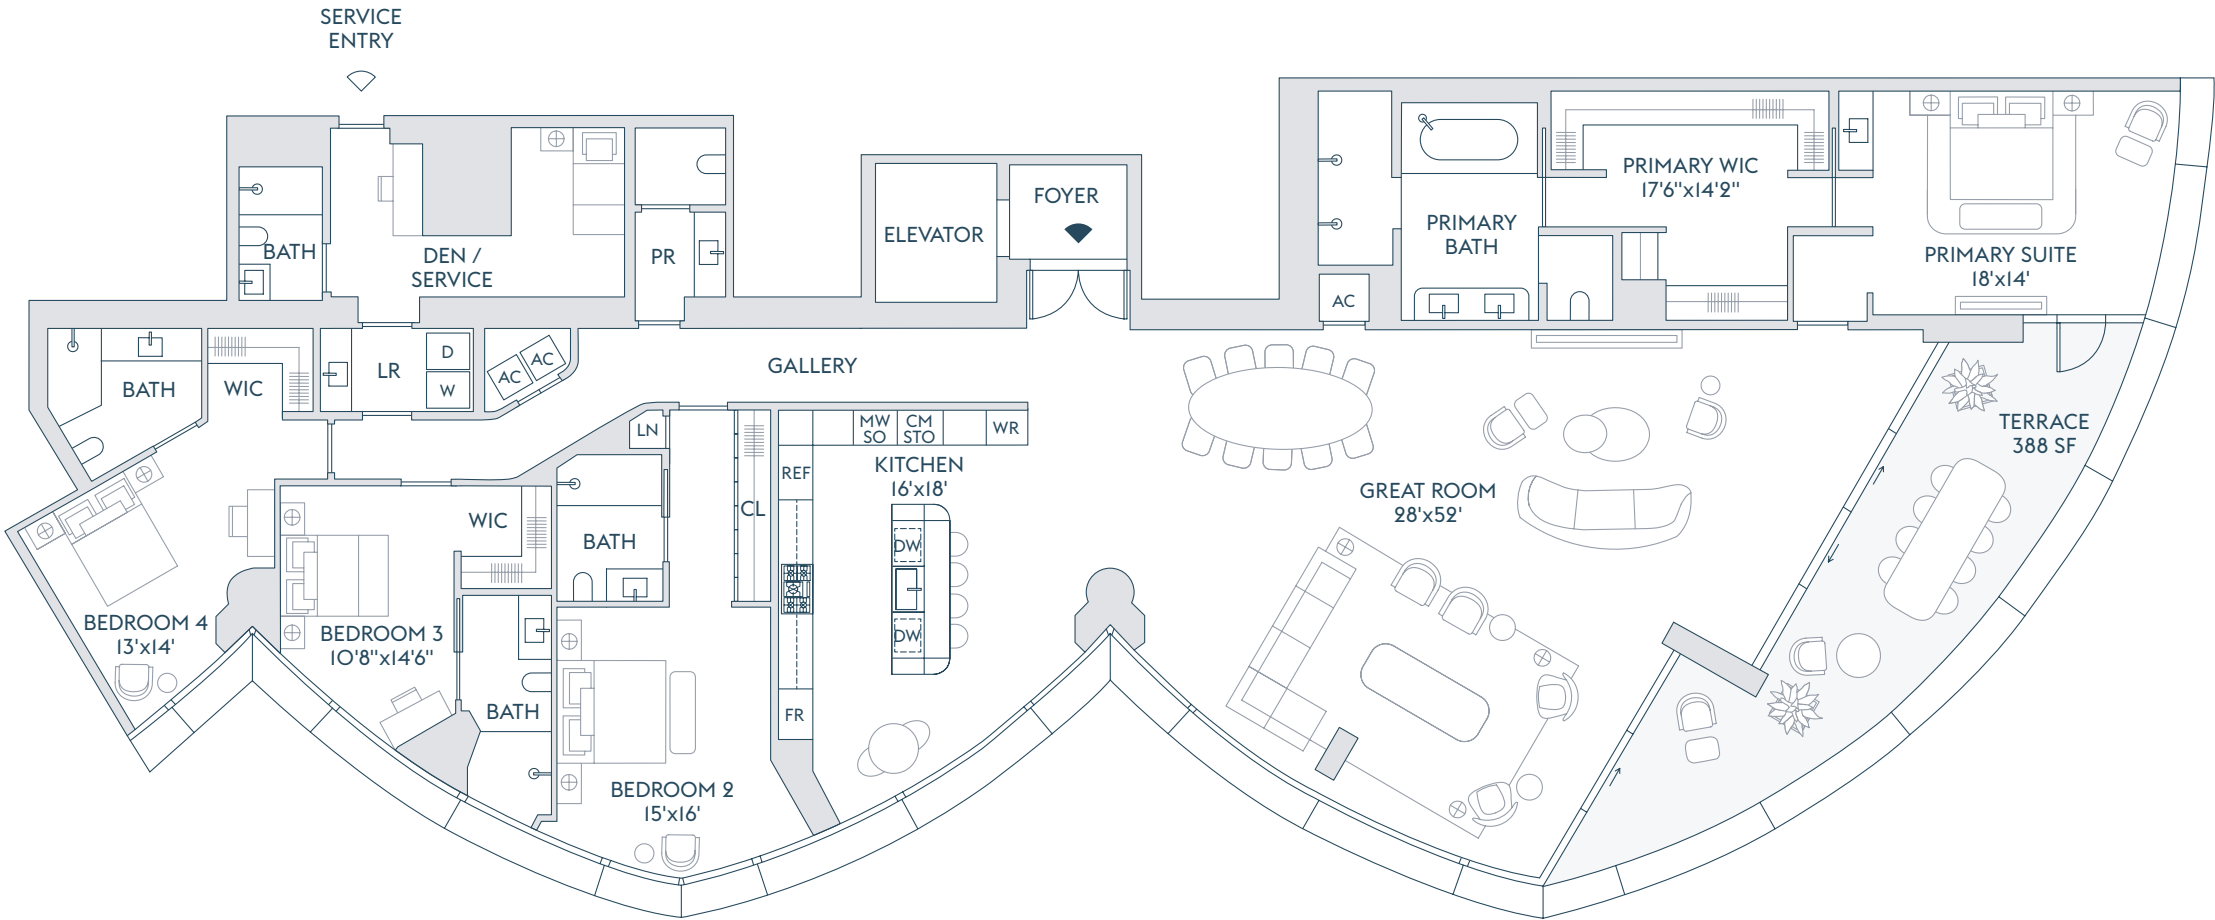 SERVICE
ENTRY
BATH
DEN /
SERVICE
PR
ELEVATOR
FOYER
AC
PRIMARY
BATH
PRIMARY WIC
17'6"x14'2"
PRIMARY SUITE
18'x14'
BATH
WIC
LR
D
W
AC
AC
GALLERY
LN
CL
MW
SO
CM
STO
WR
REF
KITCHEN
16'x18'
DW
DW
FR
GREAT ROOM
28'x52'
TERRACE
388 SF
WIC
BATH
BEDROOM 4
13'x14'
BEDROOM 3
10'8"x14'6"
BATH
BEDROOM 2
15'x16'